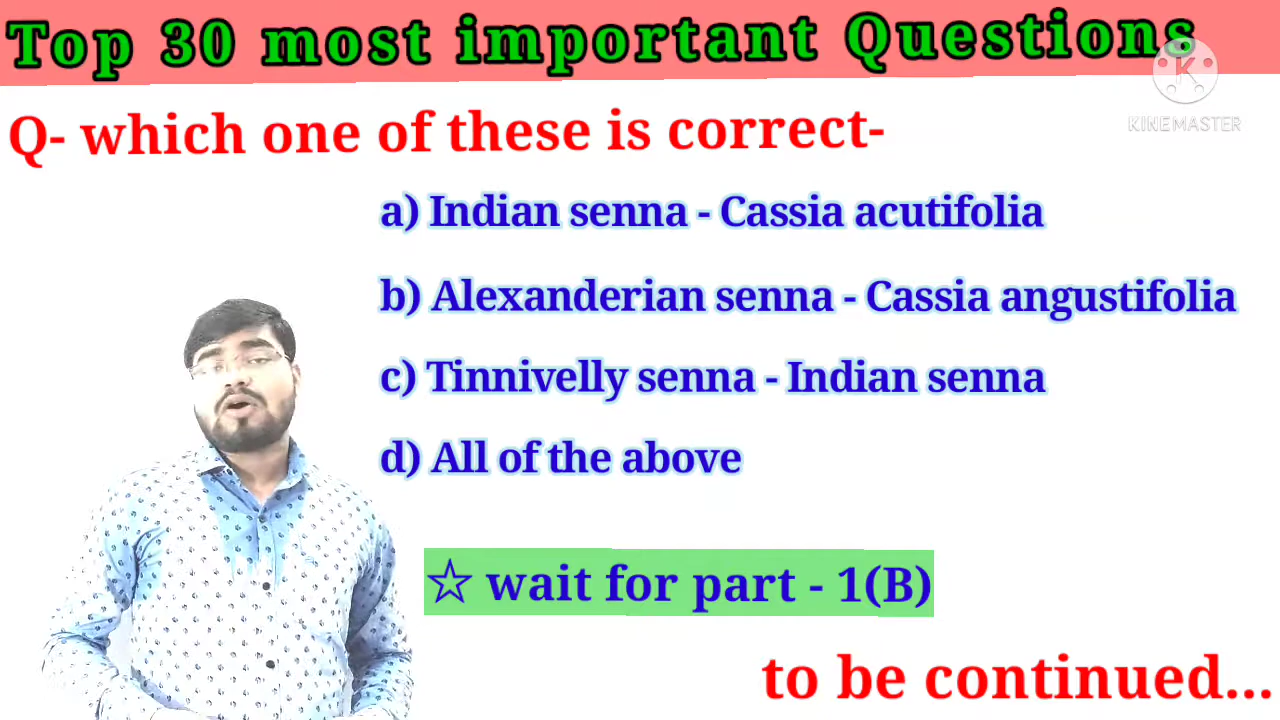 Top 30 most important Questions
KINEMASTER
Q- which one of these is correct-
a) Indian senna - Cassia acutifolia
b) Alexanderian senna - Cassia angustifolia
c) Tinnivelly senna - Indian senna
d) All of the above
☆ wait for part - 1(B)
to be continued...